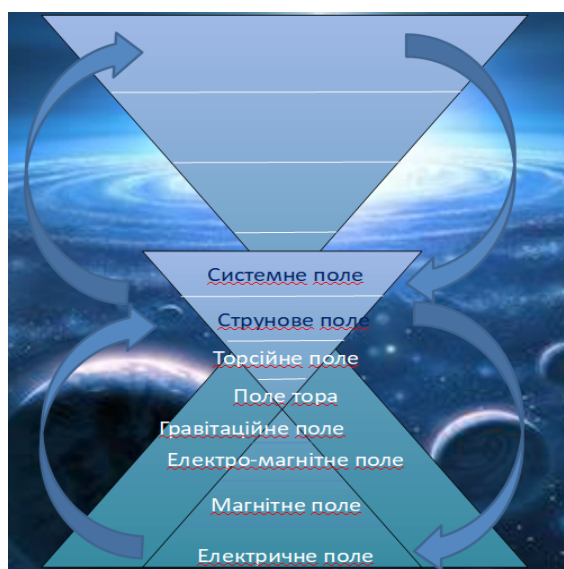 Системне поле
Струнове поле
Торсійне поле
Поле тора
Гравітаційне поле
Електро-магнітне поле
Магнітне поле
Електричне поле